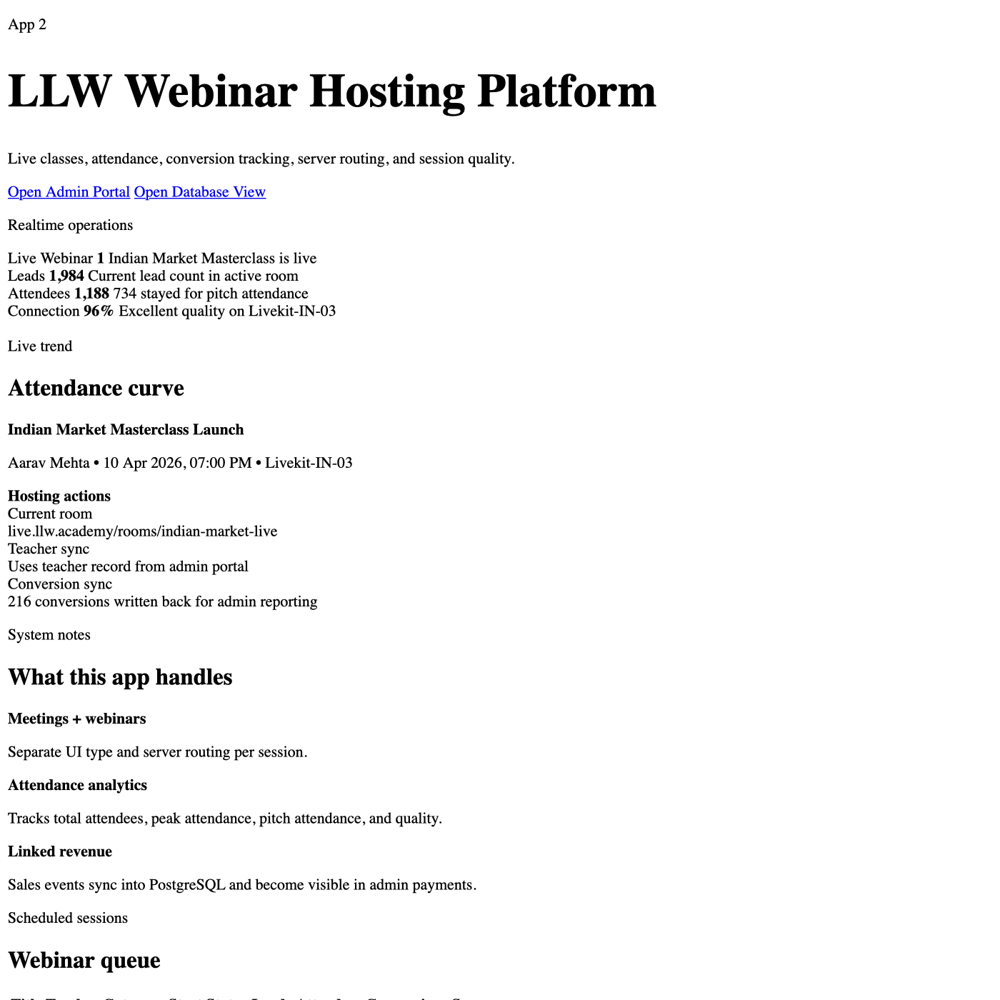 App 2
LLW Webinar Hosting Platform
Live classes, attendance, conversion tracking, server routing, and session quality.
Open Admin Portal Open Database View
Realtime operations
Live Webinar 1 Indian Market Masterclass is live
Leads 1,984 Current lead count in active room
Attendees 1,188 734 stayed for pitch attendance
Connection 96% Excellent quality on Livekit-IN-03
Live trend
Attendance curve
Indian Market Masterclass Launch
Aarav Mehta • 10 Apr 2026, 07:00 PM • Livekit-IN-03
Hosting actions
Current room
live.llw.academy/rooms/indian-market-live
Teacher sync
Uses teacher record from admin portal
Conversion sync
216 conversions written back for admin reporting
System notes
What this app handles
Meetings + webinars
Separate UI type and server routing per session.
Attendance analytics
Tracks total attendees, peak attendance, pitch attendance, and quality.
Linked revenue
Sales events sync into PostgreSQL and become visible in admin payments.
Scheduled sessions
Webinar queue